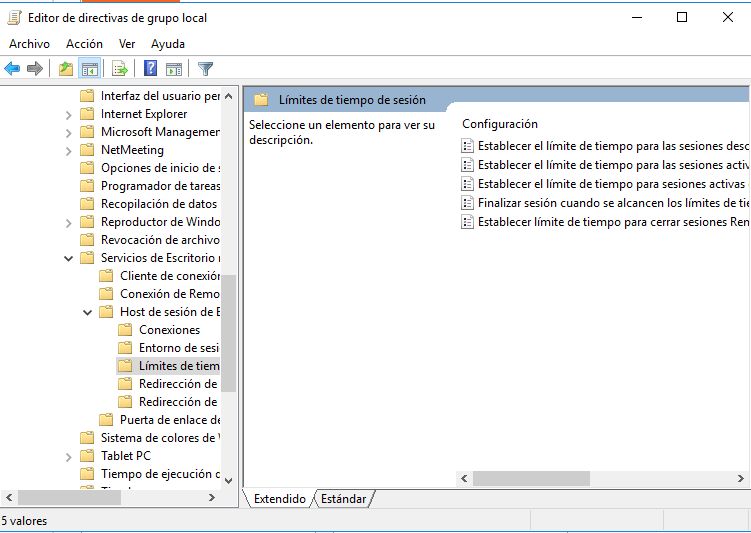 Editor de directivas de grupo local
Archivo Acción Ver Ayuda
Interfaz del usuario per
Internet Explorer
Microsoft Managemen
NetMeeting
Opciones de inicio de s
Programador de tareas
Recopilación de datos
Reproductor de Windo
Revocación de archivo
Servicios de Escritorio r
Cliente de conexión
Conexión de Remo
Host de sesión de E
Conexiones
Entorno de sesi
Límites de tiem
Redirección de
Redirección de
Puerta de enlace de
Sistema de colores de W
Tablet PC
Tiempo de ejecución d
Límites de tiempo de sesión
Seleccione un elemento para ver su
descripción.
Configuración
Establecer el límite de tiempo para las sesiones desc
Establecer el límite de tiempo para las sesiones activ
Establecer el límite de tiempo para sesiones activas
Finalizar sesión cuando se alcancen los límites de tie
Establecer límite de tiempo para cerrar sesiones Rem
Extendido Estándar
5 valores